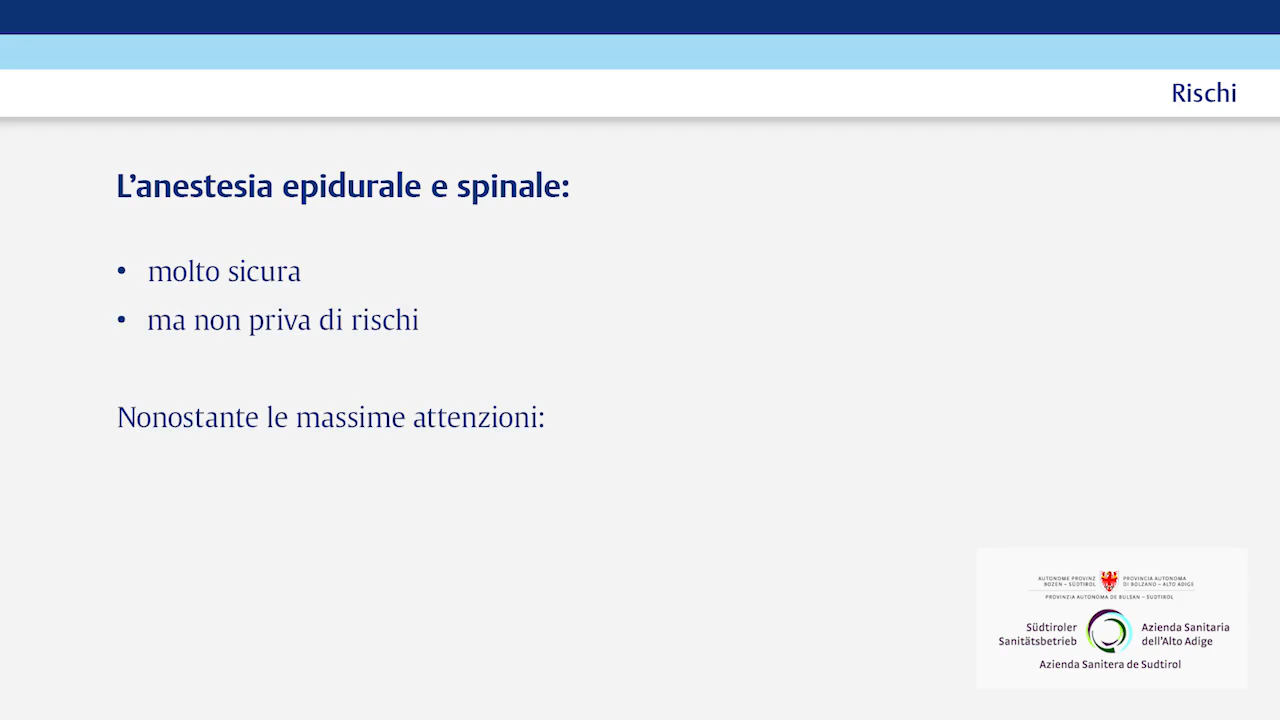 Rischi
L’anestesia epidurale e spinale:
• molto sicura
• ma non priva di rischi
Nonostante le massime attenzioni:
AUTONOME PROVINZ
BOZEN – SÜDTIROL
PROVINCIA AUTONOMA
DI BOLZANO – ALTO ADIGE
PROVINZIA AUTONOMA DE BULSAN – SUDTIROL
Südtiroler
Sanitätsbetrieb
Azienda Sanitaria
dell’Alto Adige
Azienda Sanitera de Sudtirol